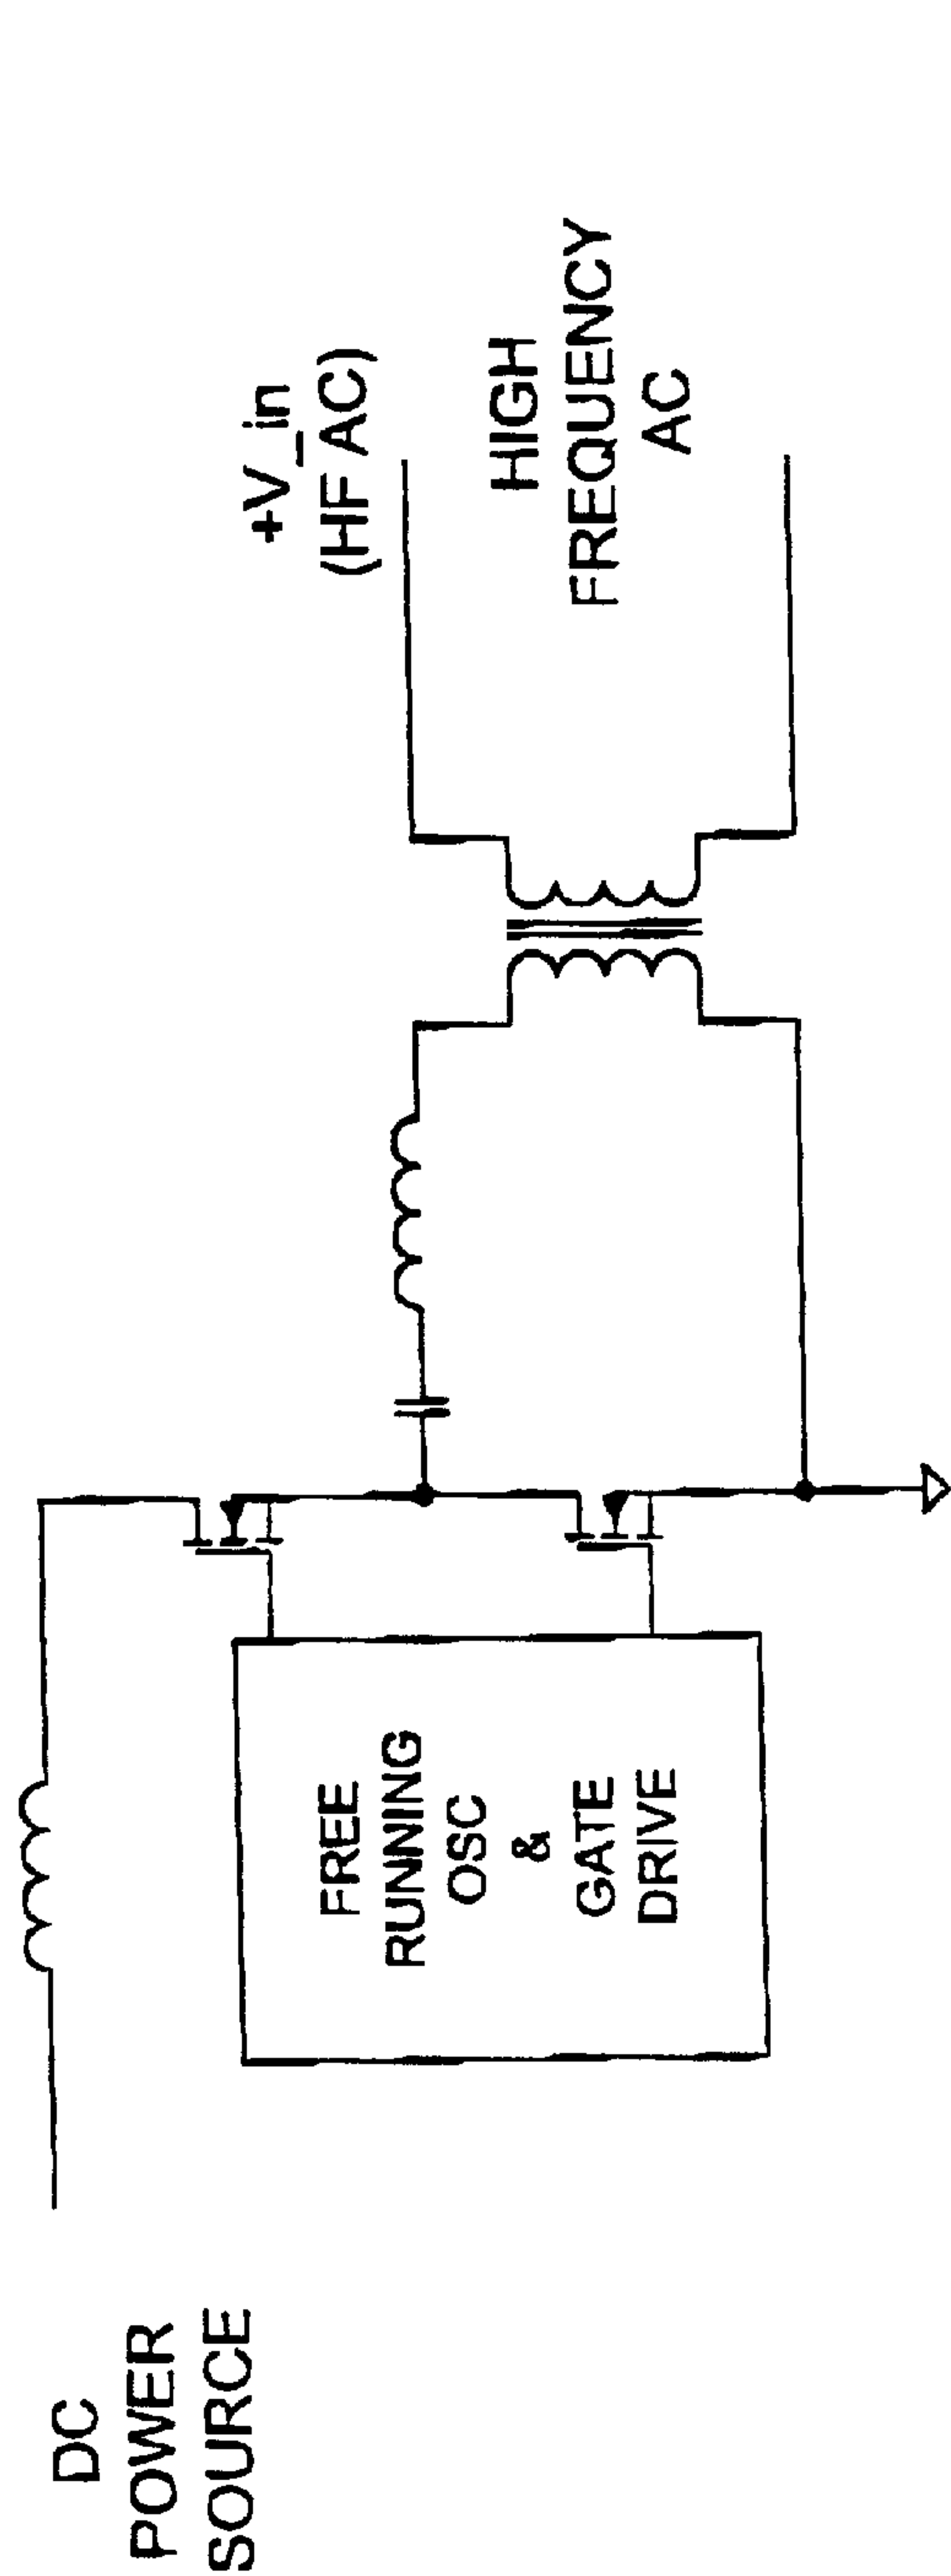 DC
POWER
SOURCE
FREE
RUNNING
OSC
&
GATE
DRIVE
+V_in
(HF AC)
HIGH
FREQUENCY
AC